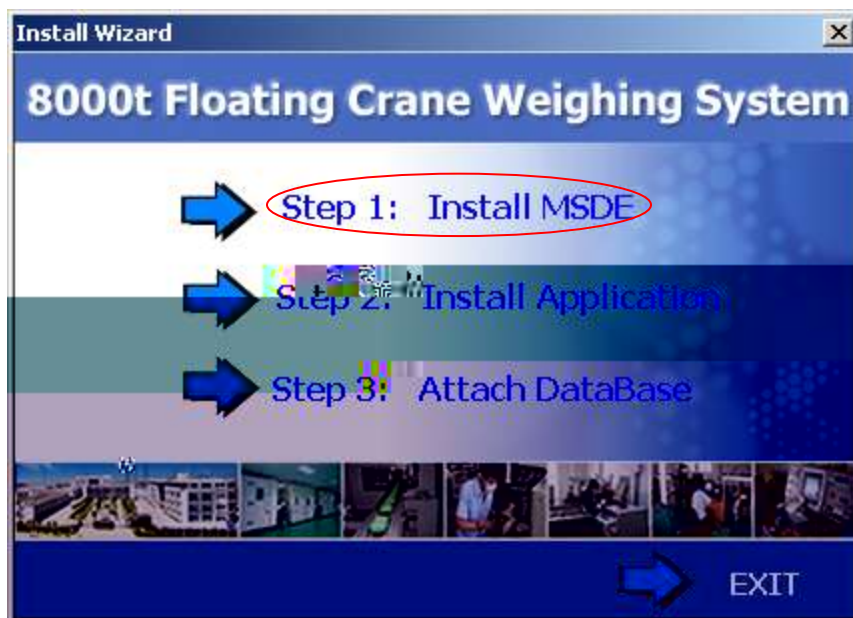 Install Wizard
8000t Floating Crane Weighing System
Step 1: Install MSDE
Step 2: Install Application
Step 3: Attach DataBase
EXIT